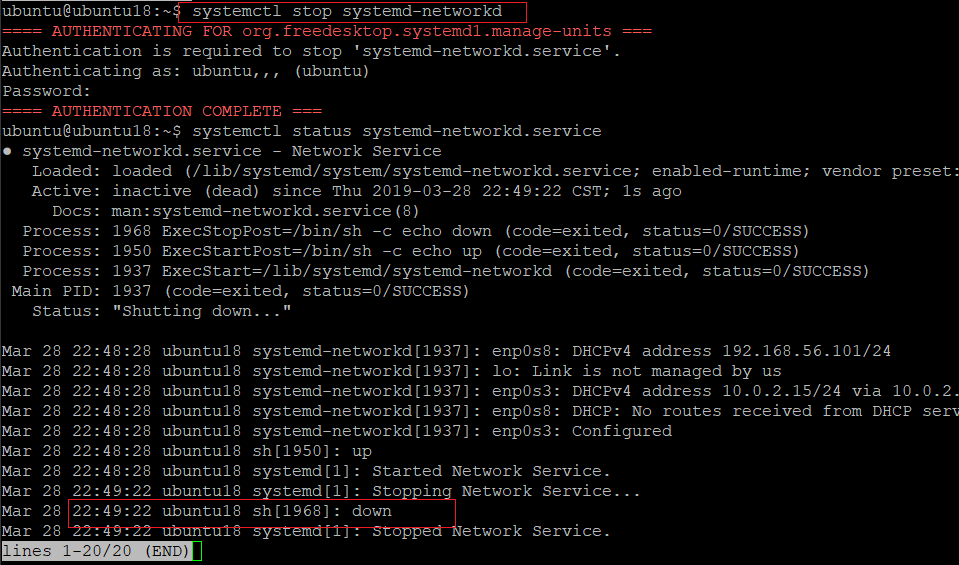 ubuntu@ubuntu18:~$ systemctl stop systemd-networkd
==== AUTHENTICATING FOR org.freedesktop.systemd1.manage-units ===
Authentication is required to stop 'systemd-networkd.service'.
Authenticating as: ubuntu,,, (ubuntu)
Password:
==== AUTHENTICATION COMPLETE ===
ubuntu@ubuntu18:~$ systemctl status systemd-networkd.service
● systemd-networkd.service - Network Service
   Loaded: loaded (/lib/systemd/system/systemd-networkd.service; enabled-runtime; vendor preset:
   Active: inactive (dead) since Thu 2019-03-28 22:49:22 CST; 1s ago
     Docs: man:systemd-networkd.service(8)
  Process: 1968 ExecStopPost=/bin/sh -c echo down (code=exited, status=0/SUCCESS)
  Process: 1950 ExecStartPost=/bin/sh -c echo up (code=exited, status=0/SUCCESS)
  Process: 1937 ExecStart=/lib/systemd/systemd-networkd (code=exited, status=0/SUCCESS)
 Main PID: 1937 (code=exited, status=0/SUCCESS)
   Status: "Shutting down..."
Mar 28 22:48:28 ubuntu18 systemd-networkd[1937]: enp0s8: DHCPv4 address 192.168.56.101/24
Mar 28 22:48:28 ubuntu18 systemd-networkd[1937]: lo: Link is not managed by us
Mar 28 22:48:28 ubuntu18 systemd-networkd[1937]: enp0s3: DHCPv4 address 10.0.2.15/24 via 10.0.2.
Mar 28 22:48:28 ubuntu18 systemd-networkd[1937]: enp0s8: DHCP: No routes received from DHCP serv
Mar 28 22:48:28 ubuntu18 systemd-networkd[1937]: enp0s3: Configured
Mar 28 22:48:28 ubuntu18 sh[1950]: up
Mar 28 22:48:28 ubuntu18 systemd[1]: Started Network Service.
Mar 28 22:49:22 ubuntu18 systemd[1]: Stopping Network Service...
Mar 28 22:49:22 ubuntu18 sh[1968]: down
Mar 28 22:49:22 ubuntu18 systemd[1]: Stopped Network Service.
lines 1-20/20 (END)